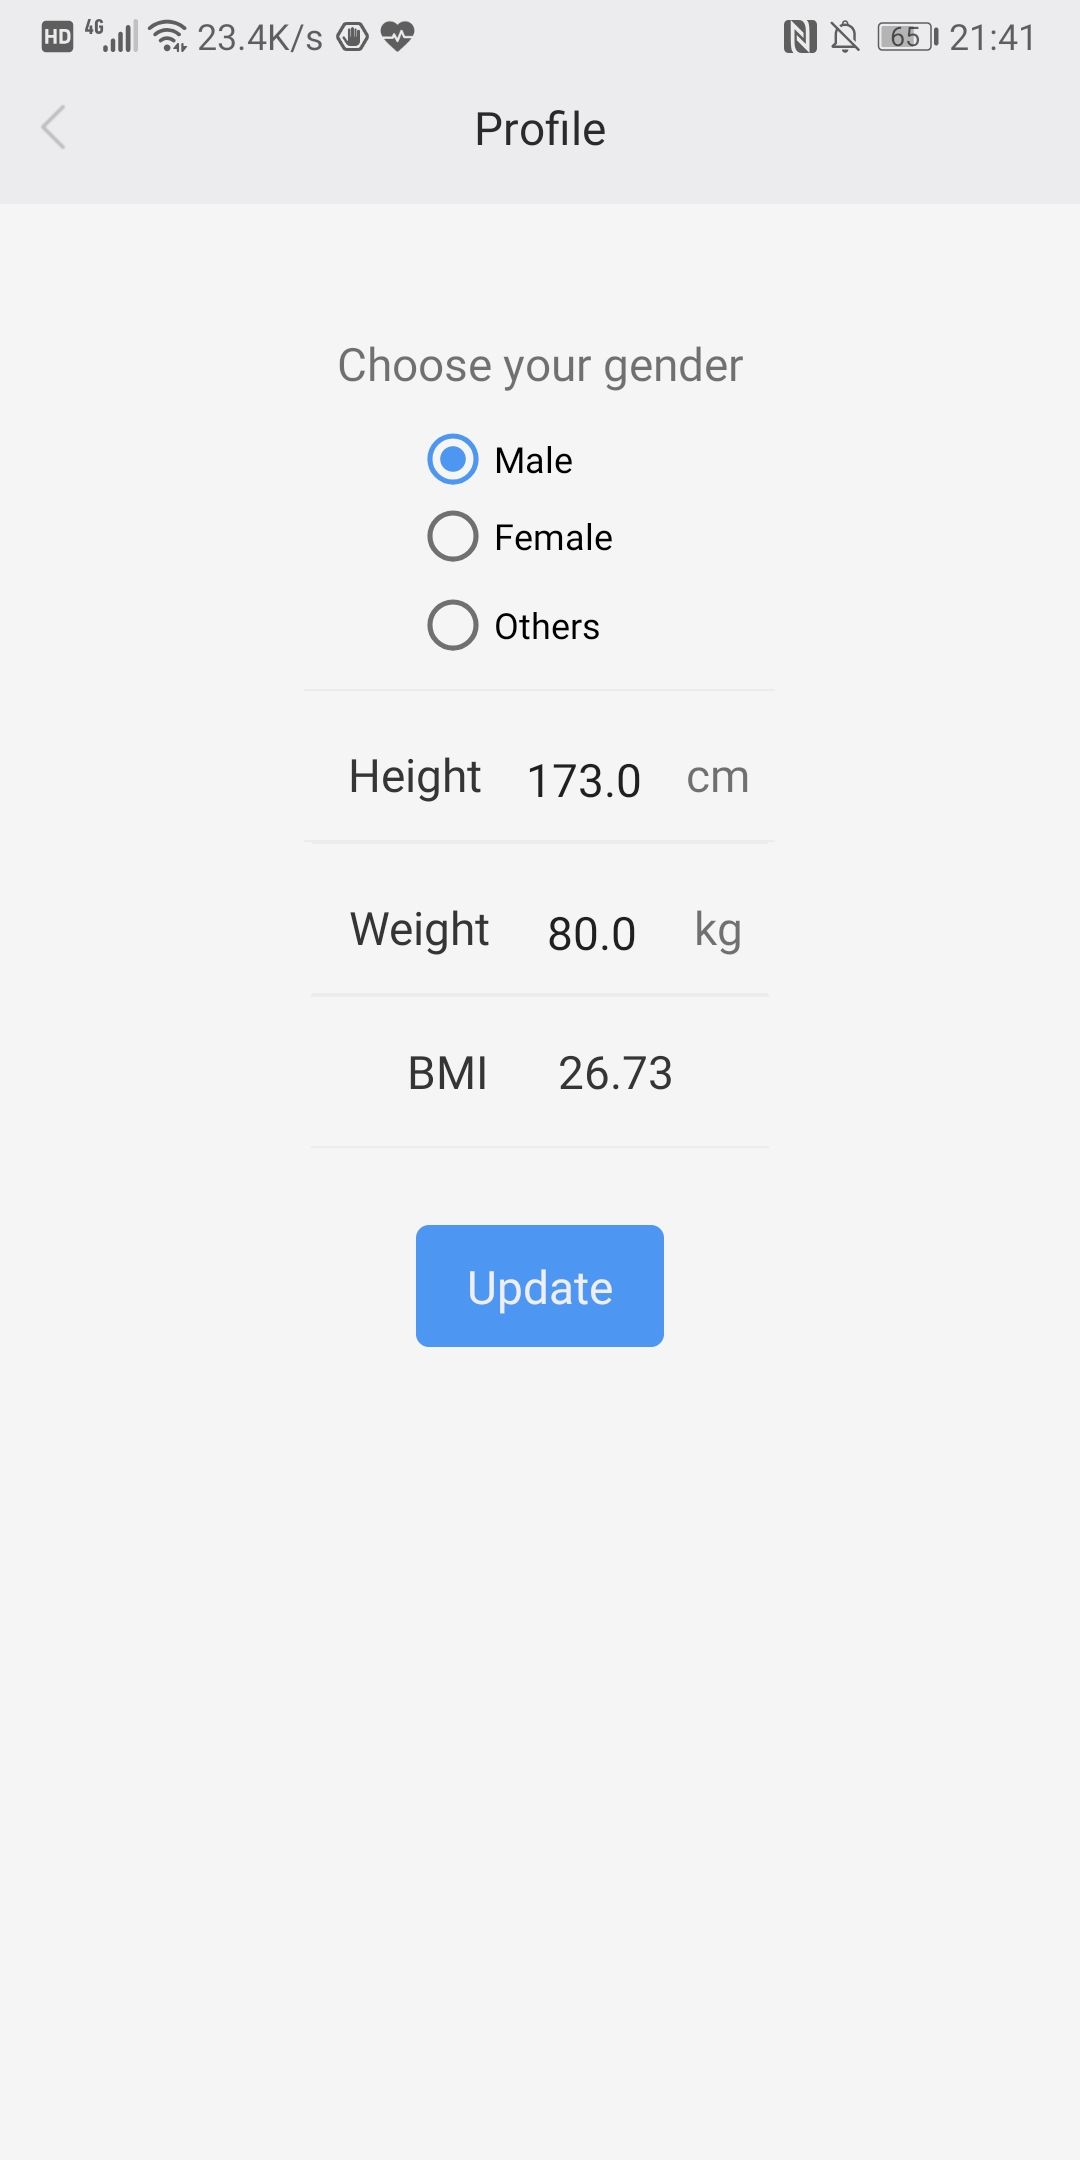 HD 4G 23.4K/s 65 21:41
Profile
Choose your gender
Male
Female
Others
Height 173.0 cm
Weight 80.0 kg
BMI 26.73
Update